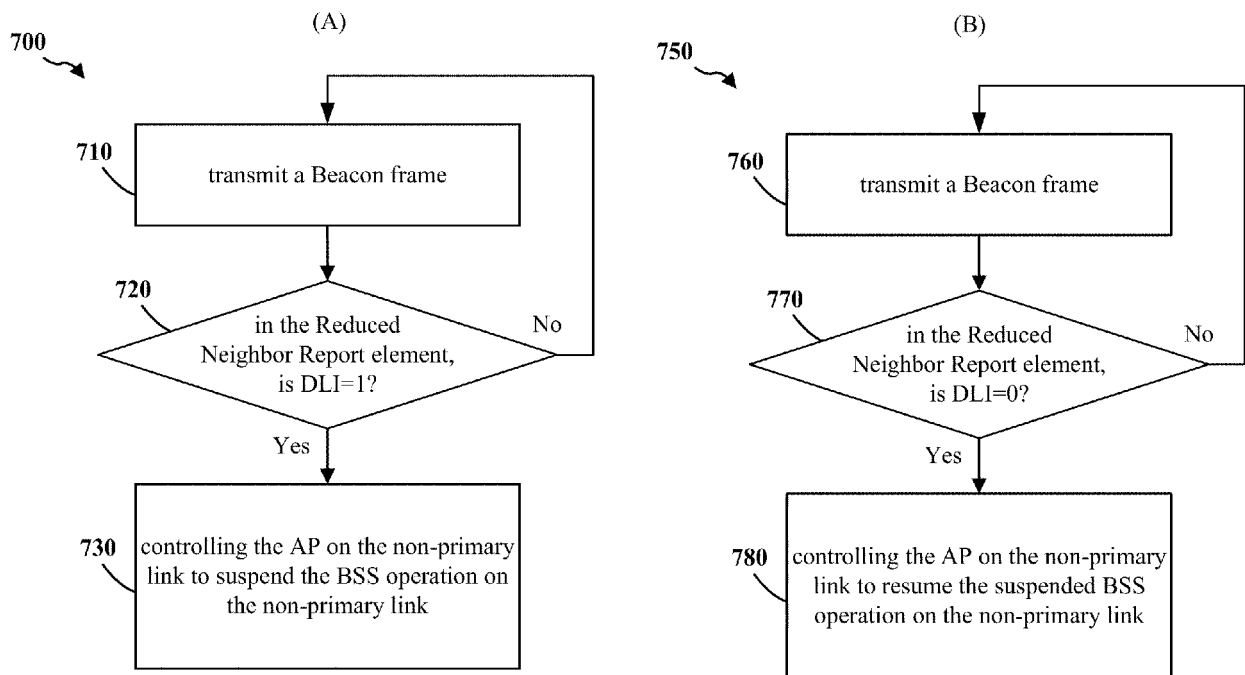 (A)
700
710
transmit a Beacon frame
720
in the Reduced
Neighbor Report element,
is DLI=1?
No
Yes
730
controlling the AP on the non-primary
link to suspend the BSS operation on
the non-primary link
(B)
750
760
transmit a Beacon frame
770
in the Reduced
Neighbor Report element,
is DLI=0?
No
Yes
780
controlling the AP on the non-primary
link to resume the suspended BSS
operation on the non-primary link